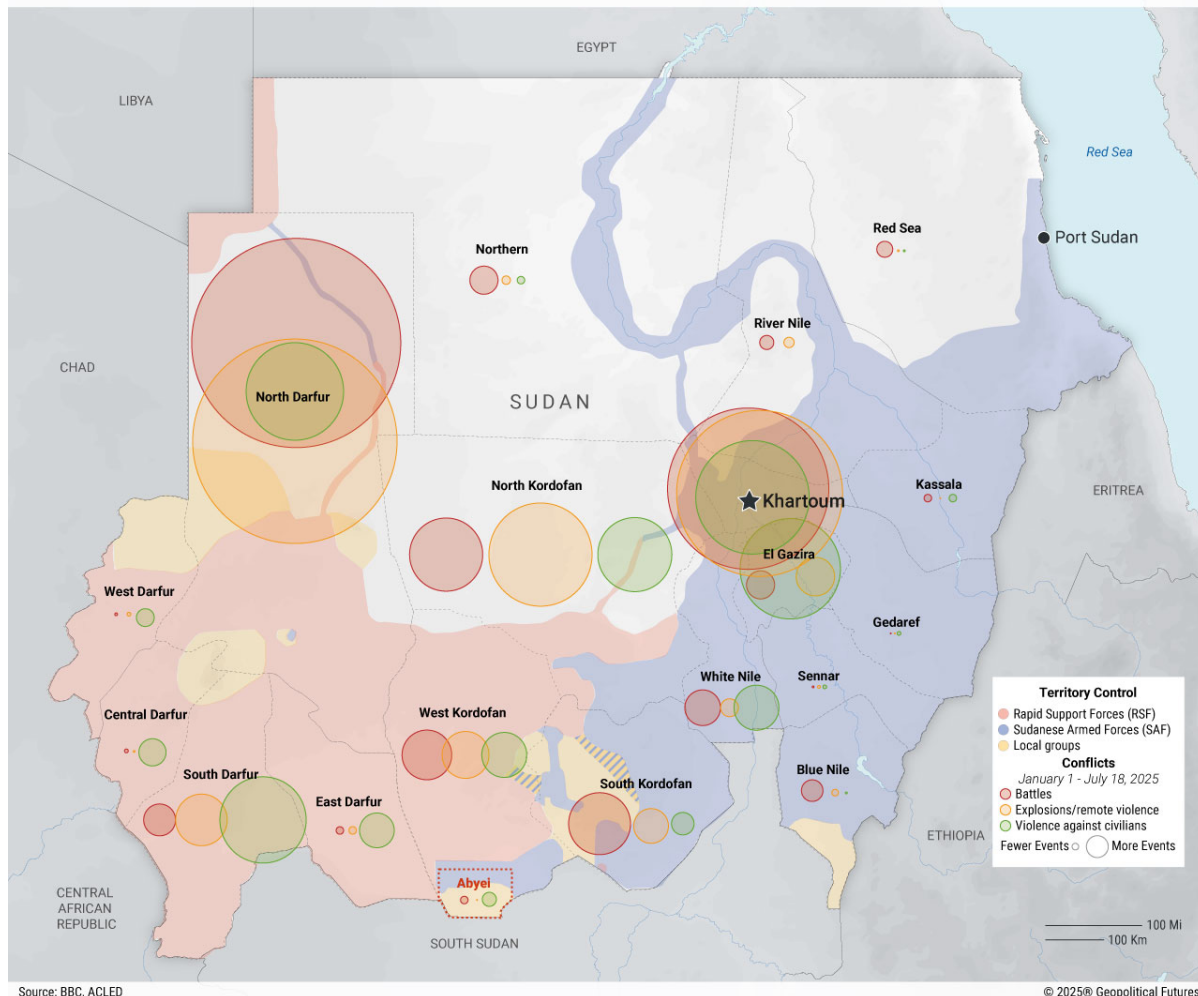 EGYPT
LIBYA
Red Sea
Red Sea
Port Sudan
Northern
River Nile
CHAD
SUDAN
North Darfur
North Kordofan
Khartoum
Kassala
ERITREA
El Gazira
West Darfur
Gedaref
White Nile
Sennar
Central Darfur
West Kordofan
South Darfur
Blue Nile
South Kordofan
East Darfur
ETHIOPIA
Abyei
CENTRAL
AFRICAN
REPUBLIC
SOUTH SUDAN
Territory Control
Rapid Support Forces (RSF)
Sudanese Armed Forces (SAF)
Local groups
Conflicts
January 1 - July 18, 2025
Battles
Explosions/remote violence
Violence against civilians
Fewer Events More Events
100 Mi
100 Km
Source: BBC, ACLED
© 2025® Geopolitical Futures